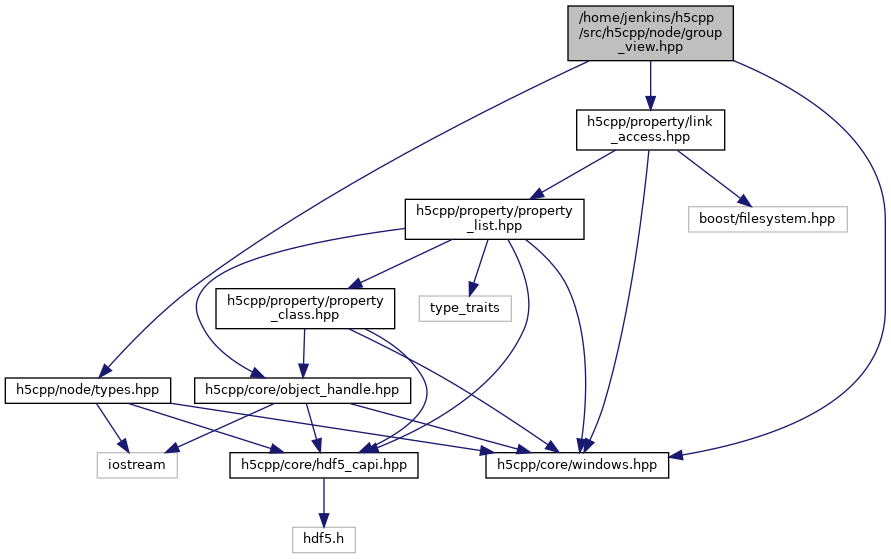 /home/jenkins/h5cpp
/src/h5cpp/node/group
_view.hpp
h5cpp/property/link
_access.hpp
h5cpp/property/property
_list.hpp
boost/filesystem.hpp
h5cpp/property/property
_class.hpp
type_traits
h5cpp/node/types.hpp
h5cpp/core/object_handle.hpp
iostream
h5cpp/core/hdf5_capi.hpp
h5cpp/core/windows.hpp
hdf5.h